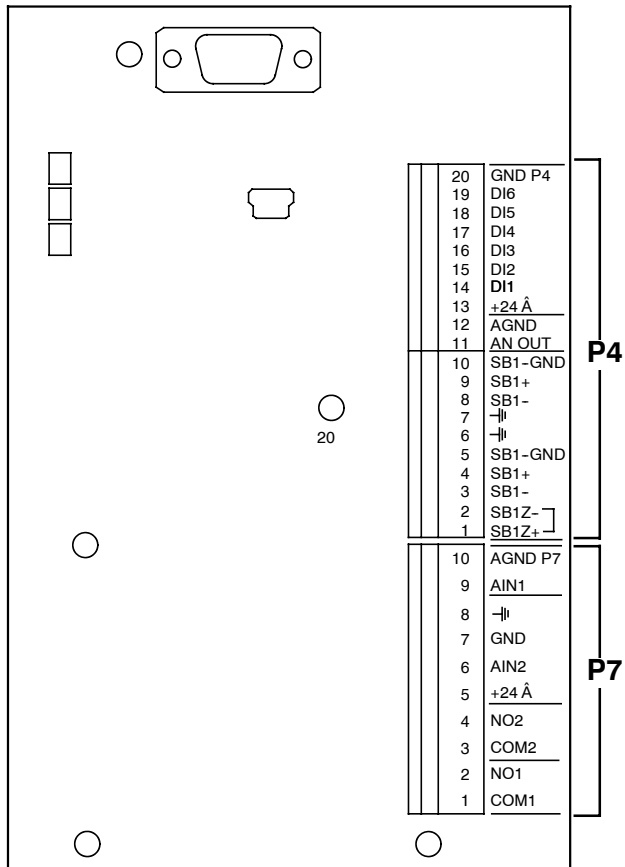 20 GND P4
19 DI6
18 DI5
17 DI4
16 DI3
15 DI2
14 DI1
13 +24 Â
12 AGND
11 AN OUT
10 SB1-GND
9 SB1+
8 SB1-
7
6
5 SB1-GND
4 SB1+
3 SB1-
2 SB1Z-
1 SB1Z+
P4
20
10 AGND P7
9 AIN1
8
7 GND
6 AIN2
5 +24 Â
4 NO2
3 COM2
2 NO1
1 COM1
P7